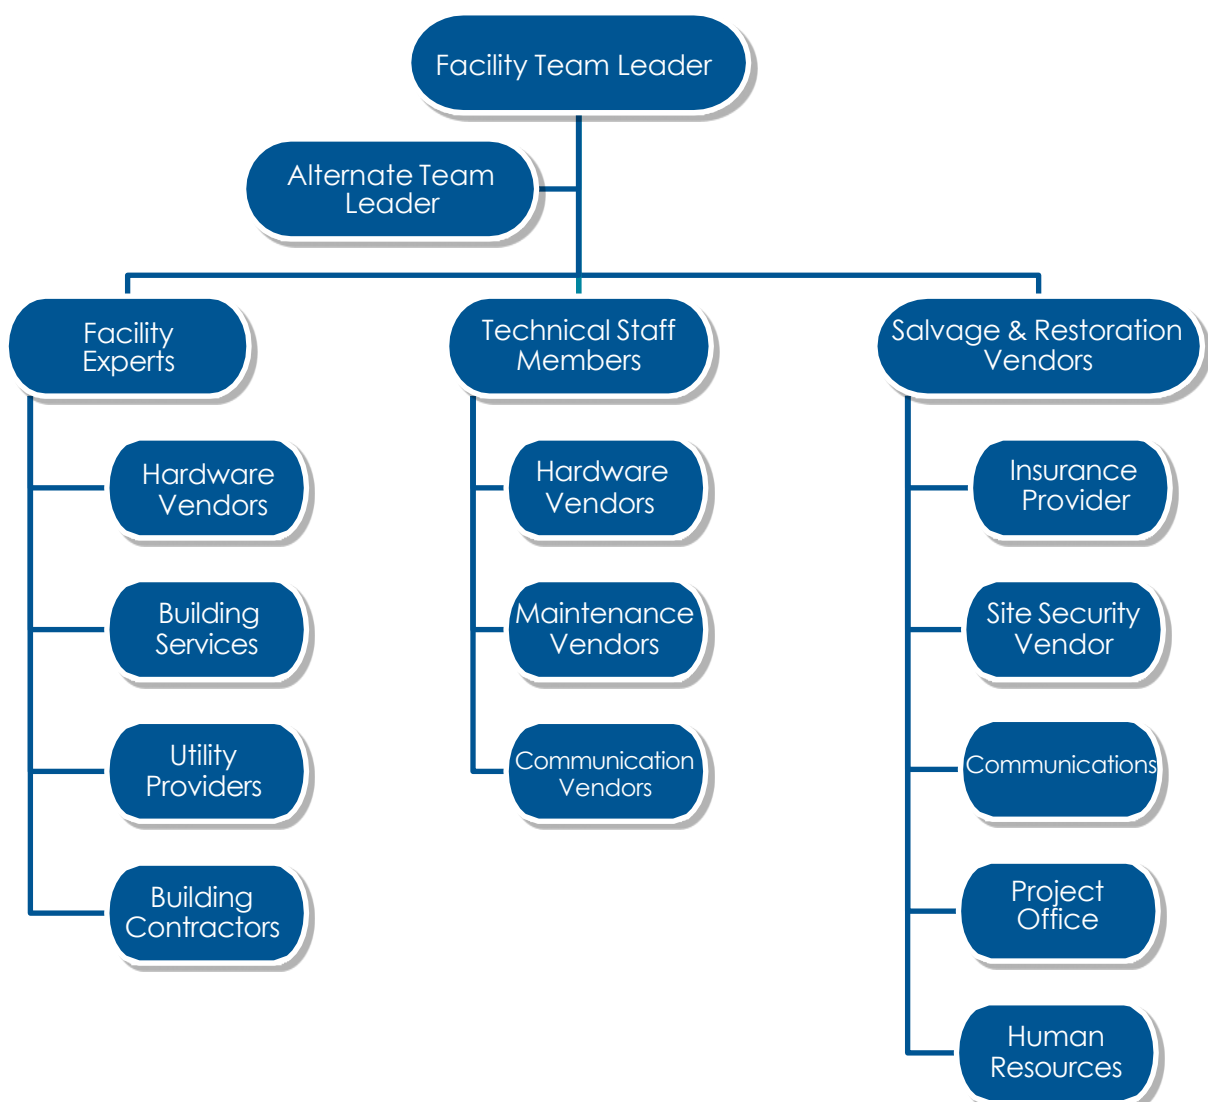 Facility Team Leader
Alternate Team
Leader
Facility
Experts
Technical Staff
Members
Salvage & Restoration
Vendors
Hardware
Vendors
Building
Services
Utility
Providers
Building
Contractors
Hardware
Vendors
Maintenance
Vendors
Communication
Vendors
Insurance
Provider
Site Security
Vendor
Communications
Project
Office
Human
Resources